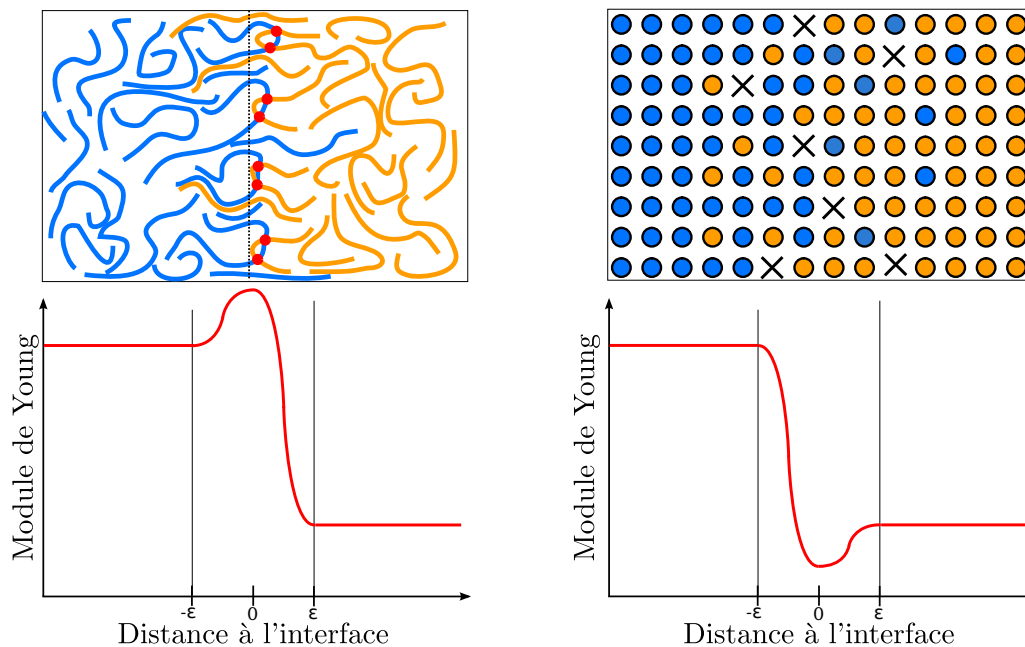 Module de Young
-ε 0 ε
Distance à l'interface
Module de Young
-ε 0 ε
Distance à l'interface